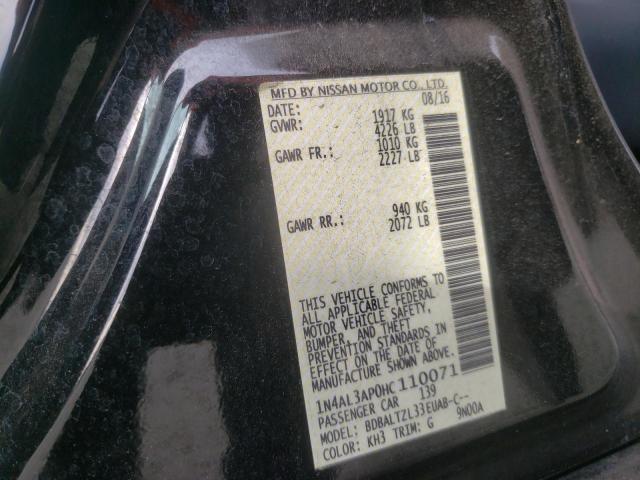 MFD BY NISSAN MOTOR CO., LTD.
DATE: 08/16
GVWR: 1917 KG
4226 LB
GAWR FR.: 1010 KG
2227 LB
GAWR RR.: 940 KG
2072 LB
THIS VEHICLE CONFORMS TO
ALL APPLICABLE FEDERAL
MOTOR VEHICLE SAFETY,
BUMPER, AND THEFT
PREVENTION STANDARDS IN
EFFECT ON THE DATE OF
MANUFACTURE SHOWN ABOVE.
1N4AL3AP0HC110071
PASSENGER CAR 139
MODEL: BDBALTZL33EUAB-C--
COLOR: KH3 TRIM: G 9N00A